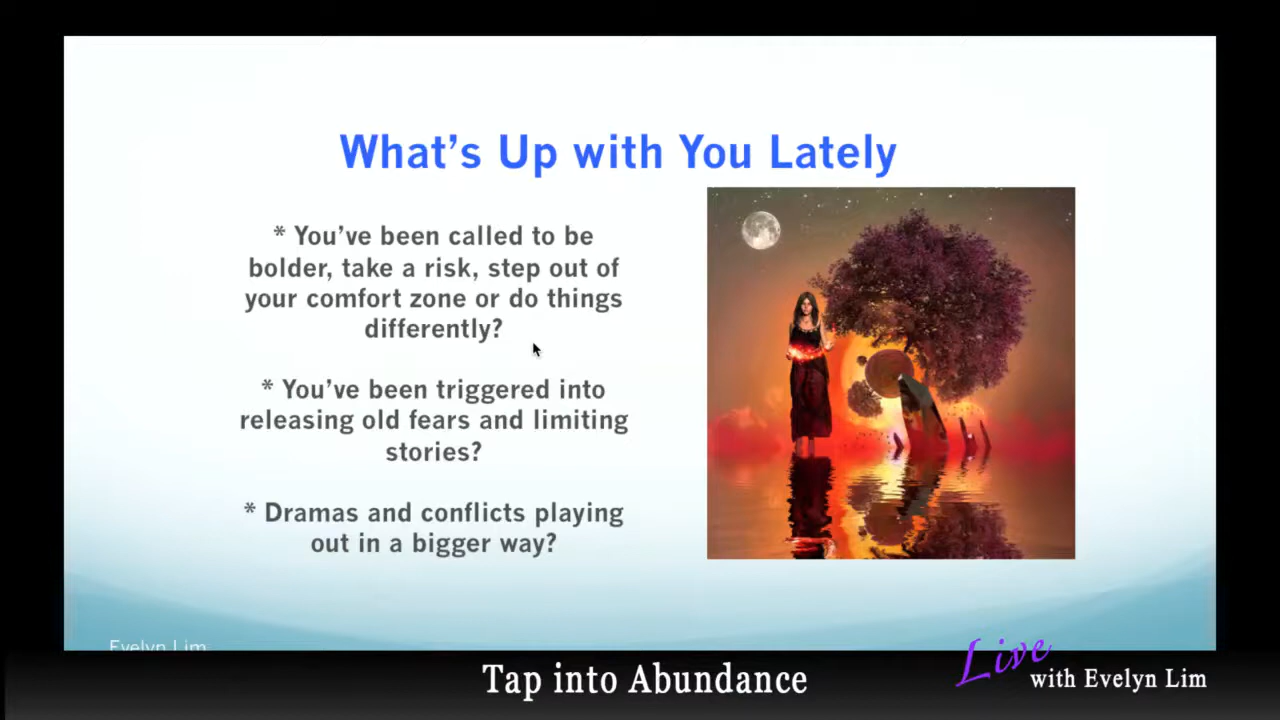 What's Up with You Lately
* You've been called to be
bolder, take a risk, step out of
your comfort zone or do things
differently?
* You've been triggered into
releasing old fears and limiting
stories?
* Dramas and conflicts playing
out in a bigger way?
Evelyn Lim
Tap into Abundance
Live
with Evelyn Lim